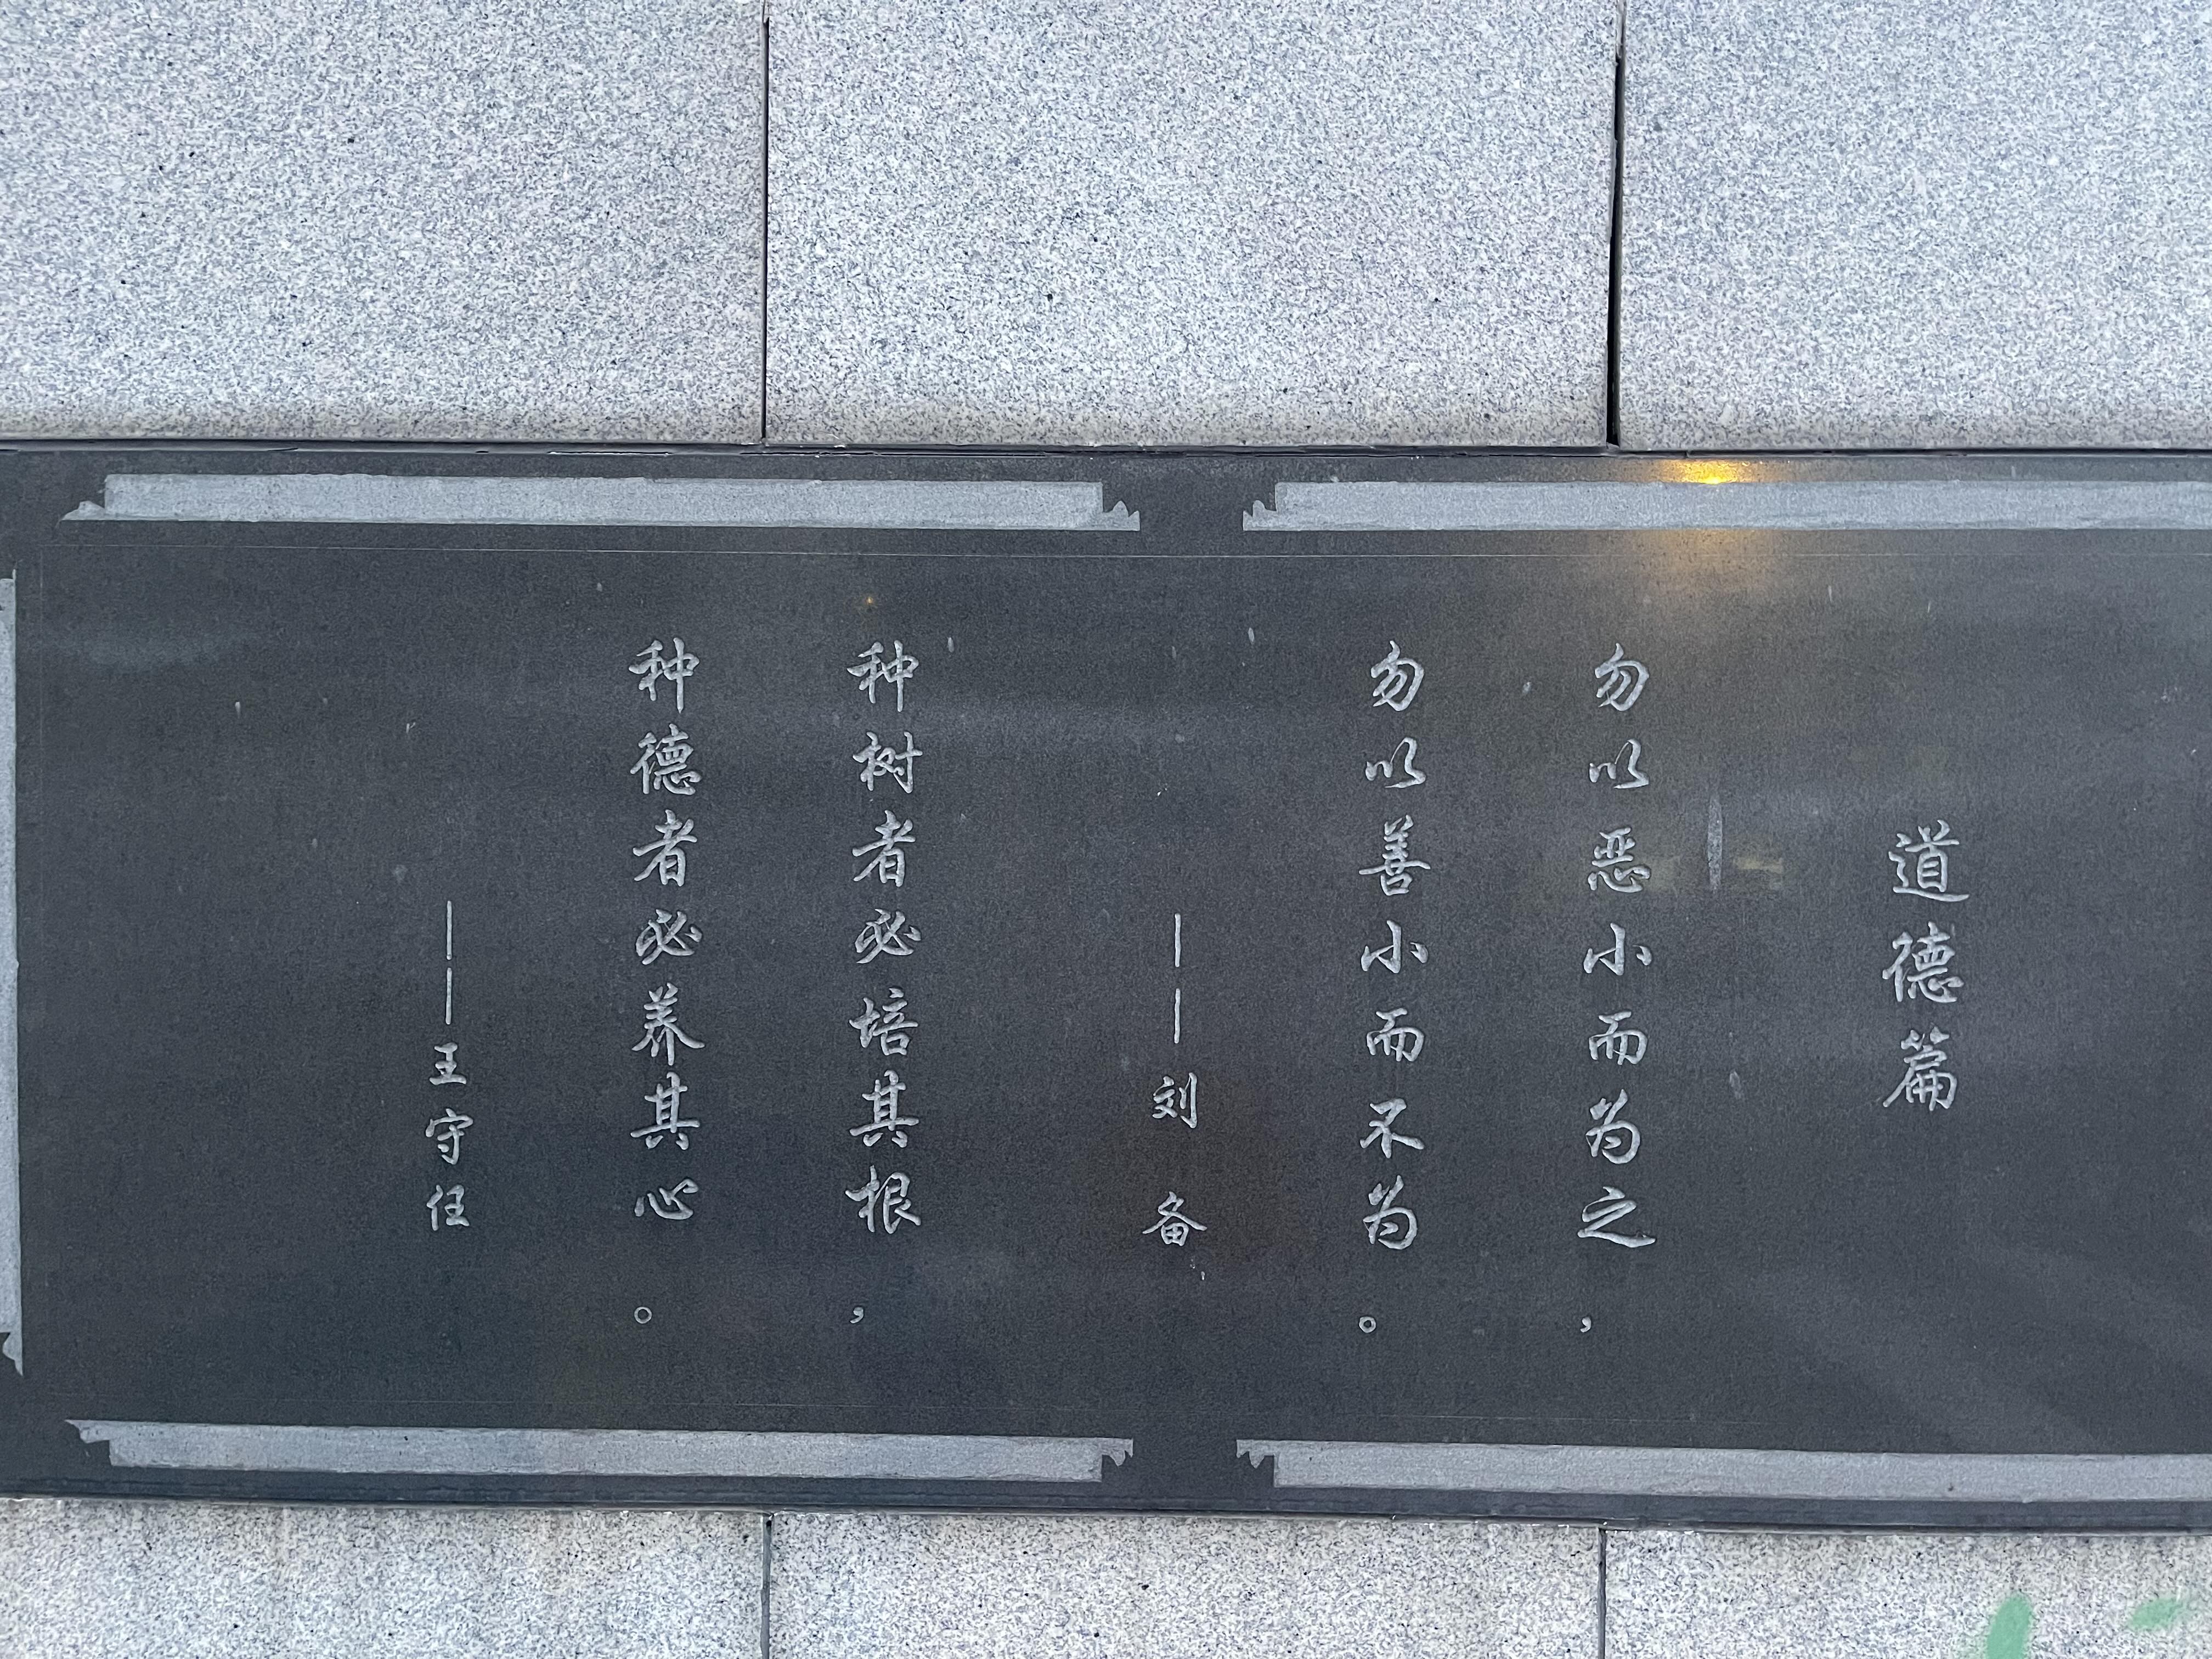 道德篇
勿以恶小而为之，
勿以善小而不为。
——刘备
种树者必培其根，
种德者必养其心。
——王守任